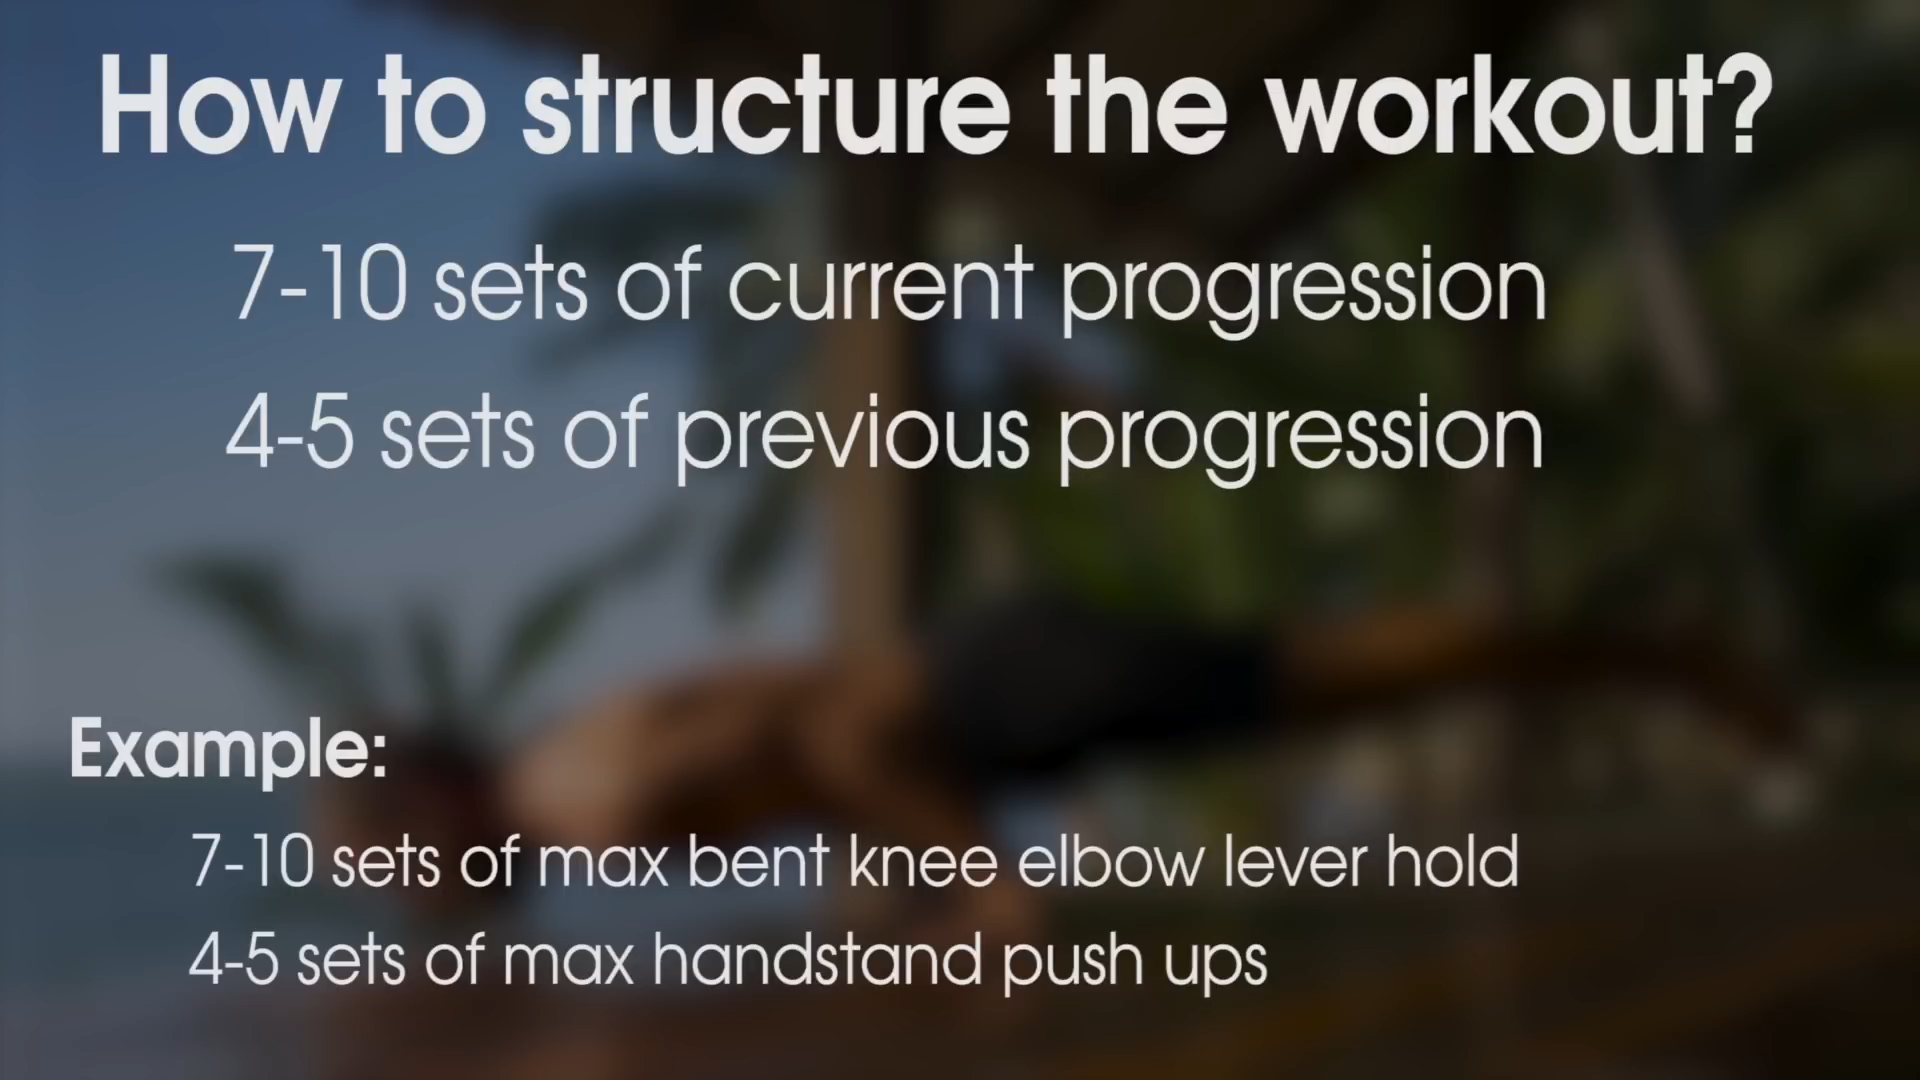 How to structure the workout?
7-10 sets of current progression
4-5 sets of previous progression
Example:
7-10 sets of max bent knee elbow lever hold
4-5 sets of max handstand push ups